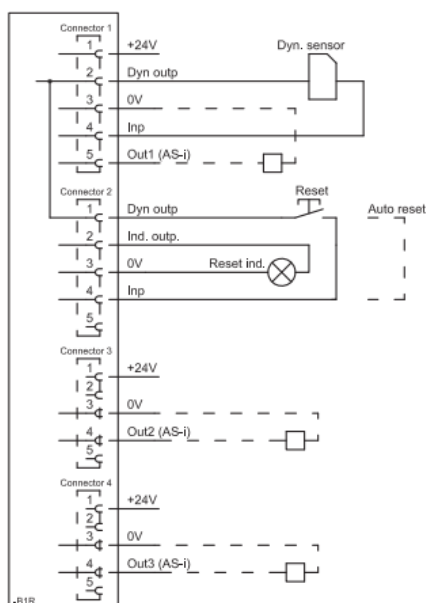 Connector 1
1 +24V
Dyn. sensor
2 Dyn outp
3 0V
4 Inp
5 Out1 (AS-i)
Connector 2
Reset
1 Dyn outp
Auto reset
2 Ind. outp.
3 0V
Reset ind.
4 Inp
5
Connector 3
1 +24V
2
3 0V
4 Out2 (AS-i)
5
Connector 4
1 +24V
2
3 0V
4 Out3 (AS-i)
5
-B1R